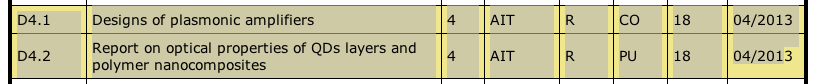 D4.1 Designs of plasmonic amplifiers 4 AIT R CO 18 04/2013
D4.2 Report on optical properties of QDs layers and polymer nanocomposites 4 AIT R PU 18 04/2013